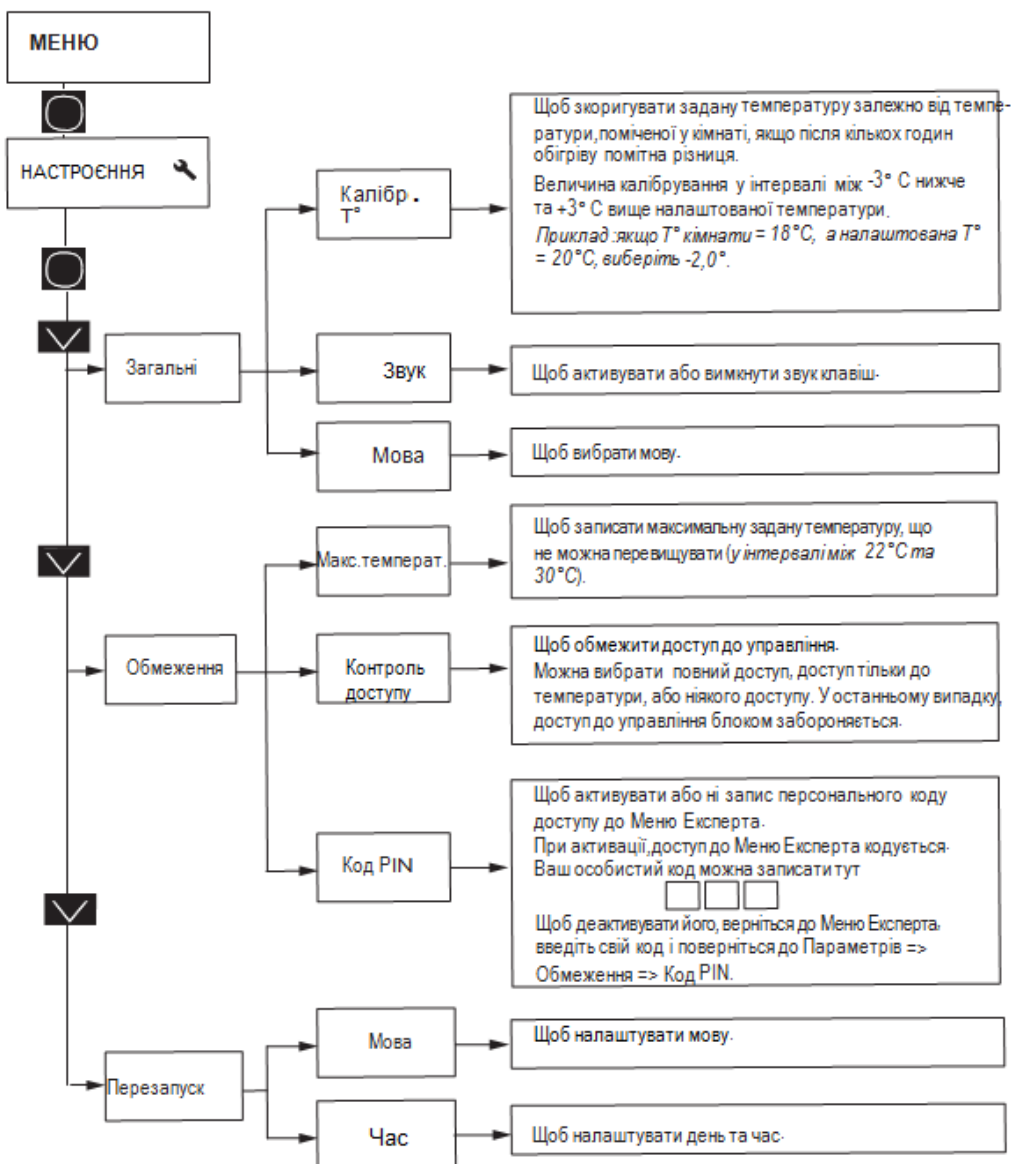 МЕНЮ
НАСТРОЄННЯ
Загальні
Калібр.
Т°
Щоб зкоригувати задану температуру залежно від темпе-
ратури,поміченої у кімнаті, якщо після кількох годин
обігріву помітна різниця.
Величина калібрування у інтервалі між -3° С нижче
та +3° С вище налаштованої температури.
Приклад :якщо Т° кімнати = 18°С, а налаштована Т°
= 20°С, виберіть -2,0°.
Звук
Щоб активувати або вимкнути звук клавіш.
Мова
Щоб вибрати мову.
Обмеження
Макс.температ.
Щоб записати максимальну задану температуру, що
не можна перевищувати (у інтервалі між 22°С та
30°С).
Контроль
доступу
Щоб обмежити доступ до управління.
Можна вибрати повний доступ, доступ тільки до
температури, або ніякого доступу. У останньому випадку,
доступ до управління блоком забороняється.
Код PIN
Щоб активувати або ні запис персонального коду
доступу до Меню Експерта.
При активації,доступ до Меню Експерта кодується.
Ваш особистий код можна записати тут
Щоб деактивувати його, верніться до Меню Експерта,
введіть свій код і поверніться до Параметрів =>
Обмеження => Код PIN.
Перезапуск
Мова
Щоб налаштувати мову.
Час
Щоб налаштувати день та час.